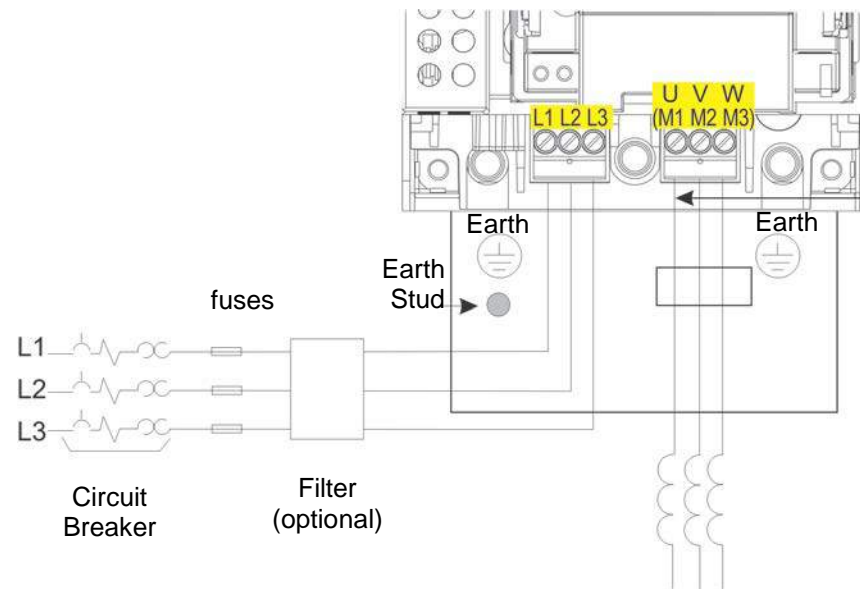 U V W
L1 L2 L3
(M1 M2 M3)
Earth
Earth
Earth
Stud
fuses
L1
L2
L3
Circuit
Breaker
Filter
(optional)